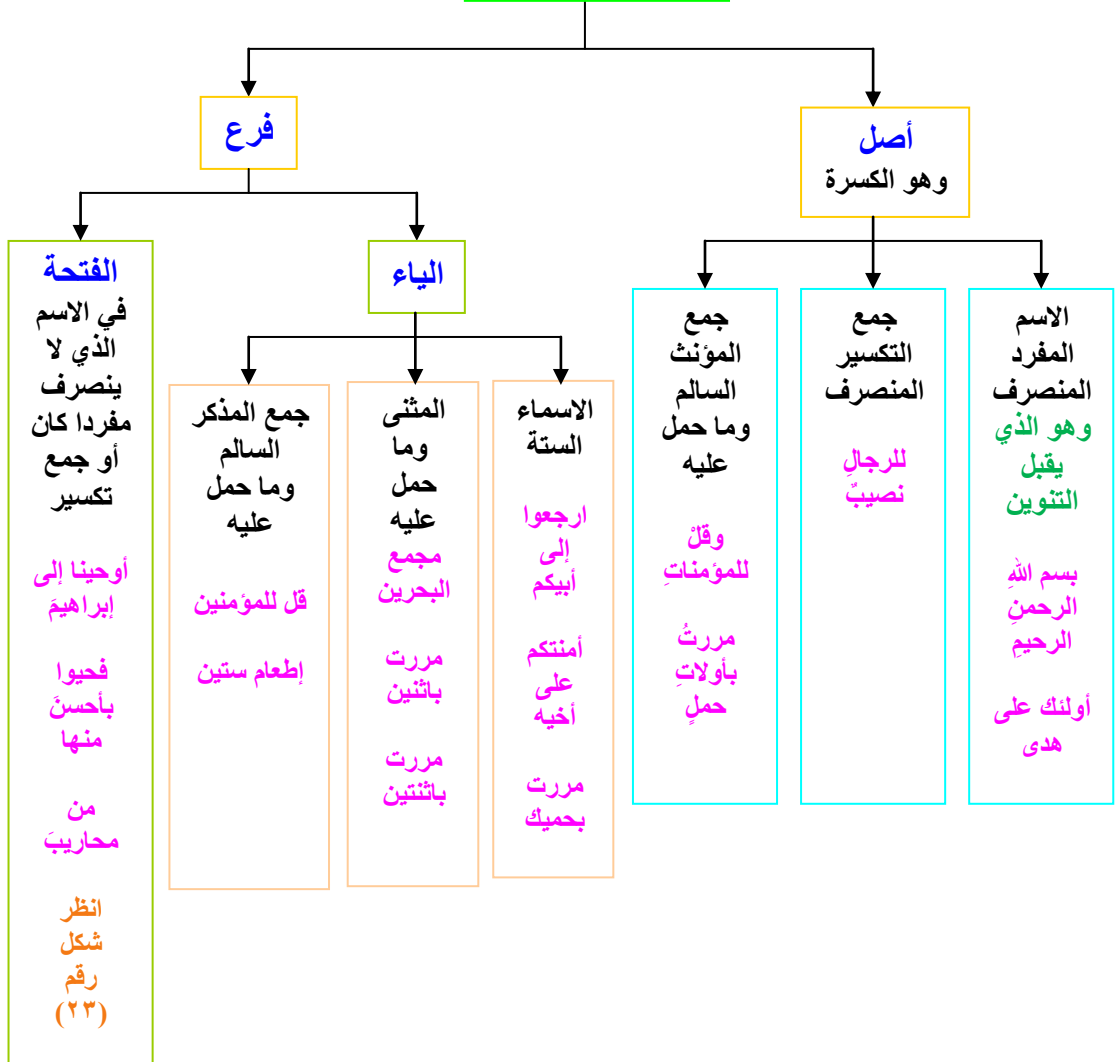 أصل
وهو الكسرة
فرع
الاسم
المفرد
المنصرف
وهو الذي
يقبل
التنوين
بسم اللهِ
الرحمنِ
الرحيمِ
أولئك على
هدى
جمع
التكسير
المنصرف
للرجالِ
نصيبٌ
جمع
المؤنث
السالم
وما حمل
عليه
وقلْ
للمؤمناتِ
مررتُ
بأولاتِ
حملٍ
الياء
الاسماء
الستة
ارجعوا
إلى
أبيكم
أمنتكم
على
أخيه
مررت
بحميك
المثنى
وما
حمل
عليه
مجمع
البحرين
مررت
باثنين
مررت
باثنتين
جمع المذكر
السالم
وما حمل
عليه
قل للمؤمنين
إطعام ستين
الفتحة
في الاسم
الذي لا
ينصرف
مفردا كان
أو جمع
تكسير
أوحينا إلى
إبراهيمَ
فحيوا
بأحسنَ
منها
من
محاريبَ
انظر
شكل
رقم
(٢٣)